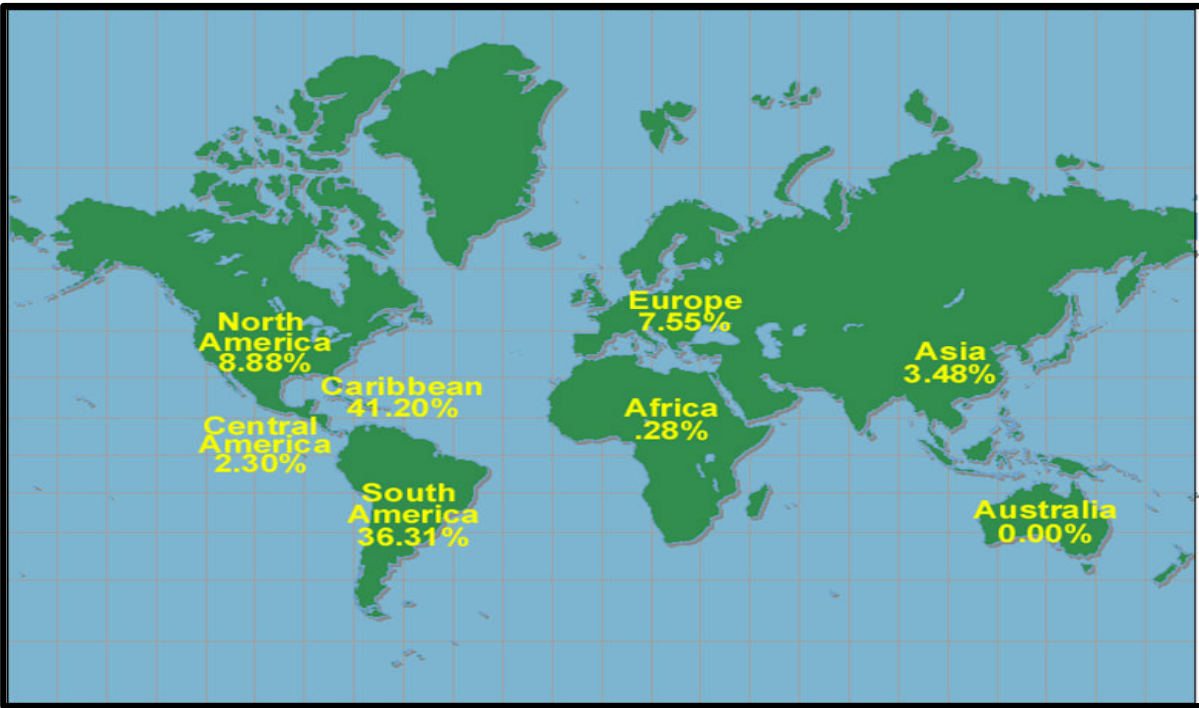 North
America
8.88%
Caribbean
41.20%
Central
America
2.30%
South
America
36.31%
Europe
7.55%
Africa
.28%
Asia
3.48%
Australia
0.00%